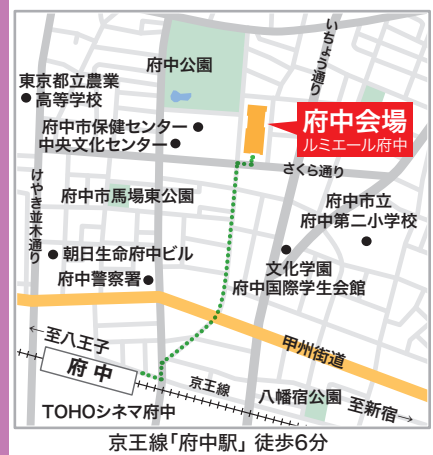 いちょう通り
府中公園
東京都立農業
高等学校
府中会場
ルミエール府中
府中市保健センター
中央文化センター
さくら通り
けやき並木通り
府中市馬場東公園
府中市立
府中第二小学校
朝日生命府中ビル
文化学園
府中国際学生会館
府中警察署
甲州街道
←至八王子
府中
京王線
八幡宿公園
至新宿→
TOHOシネマ府中
京王線「府中駅」徒歩6分